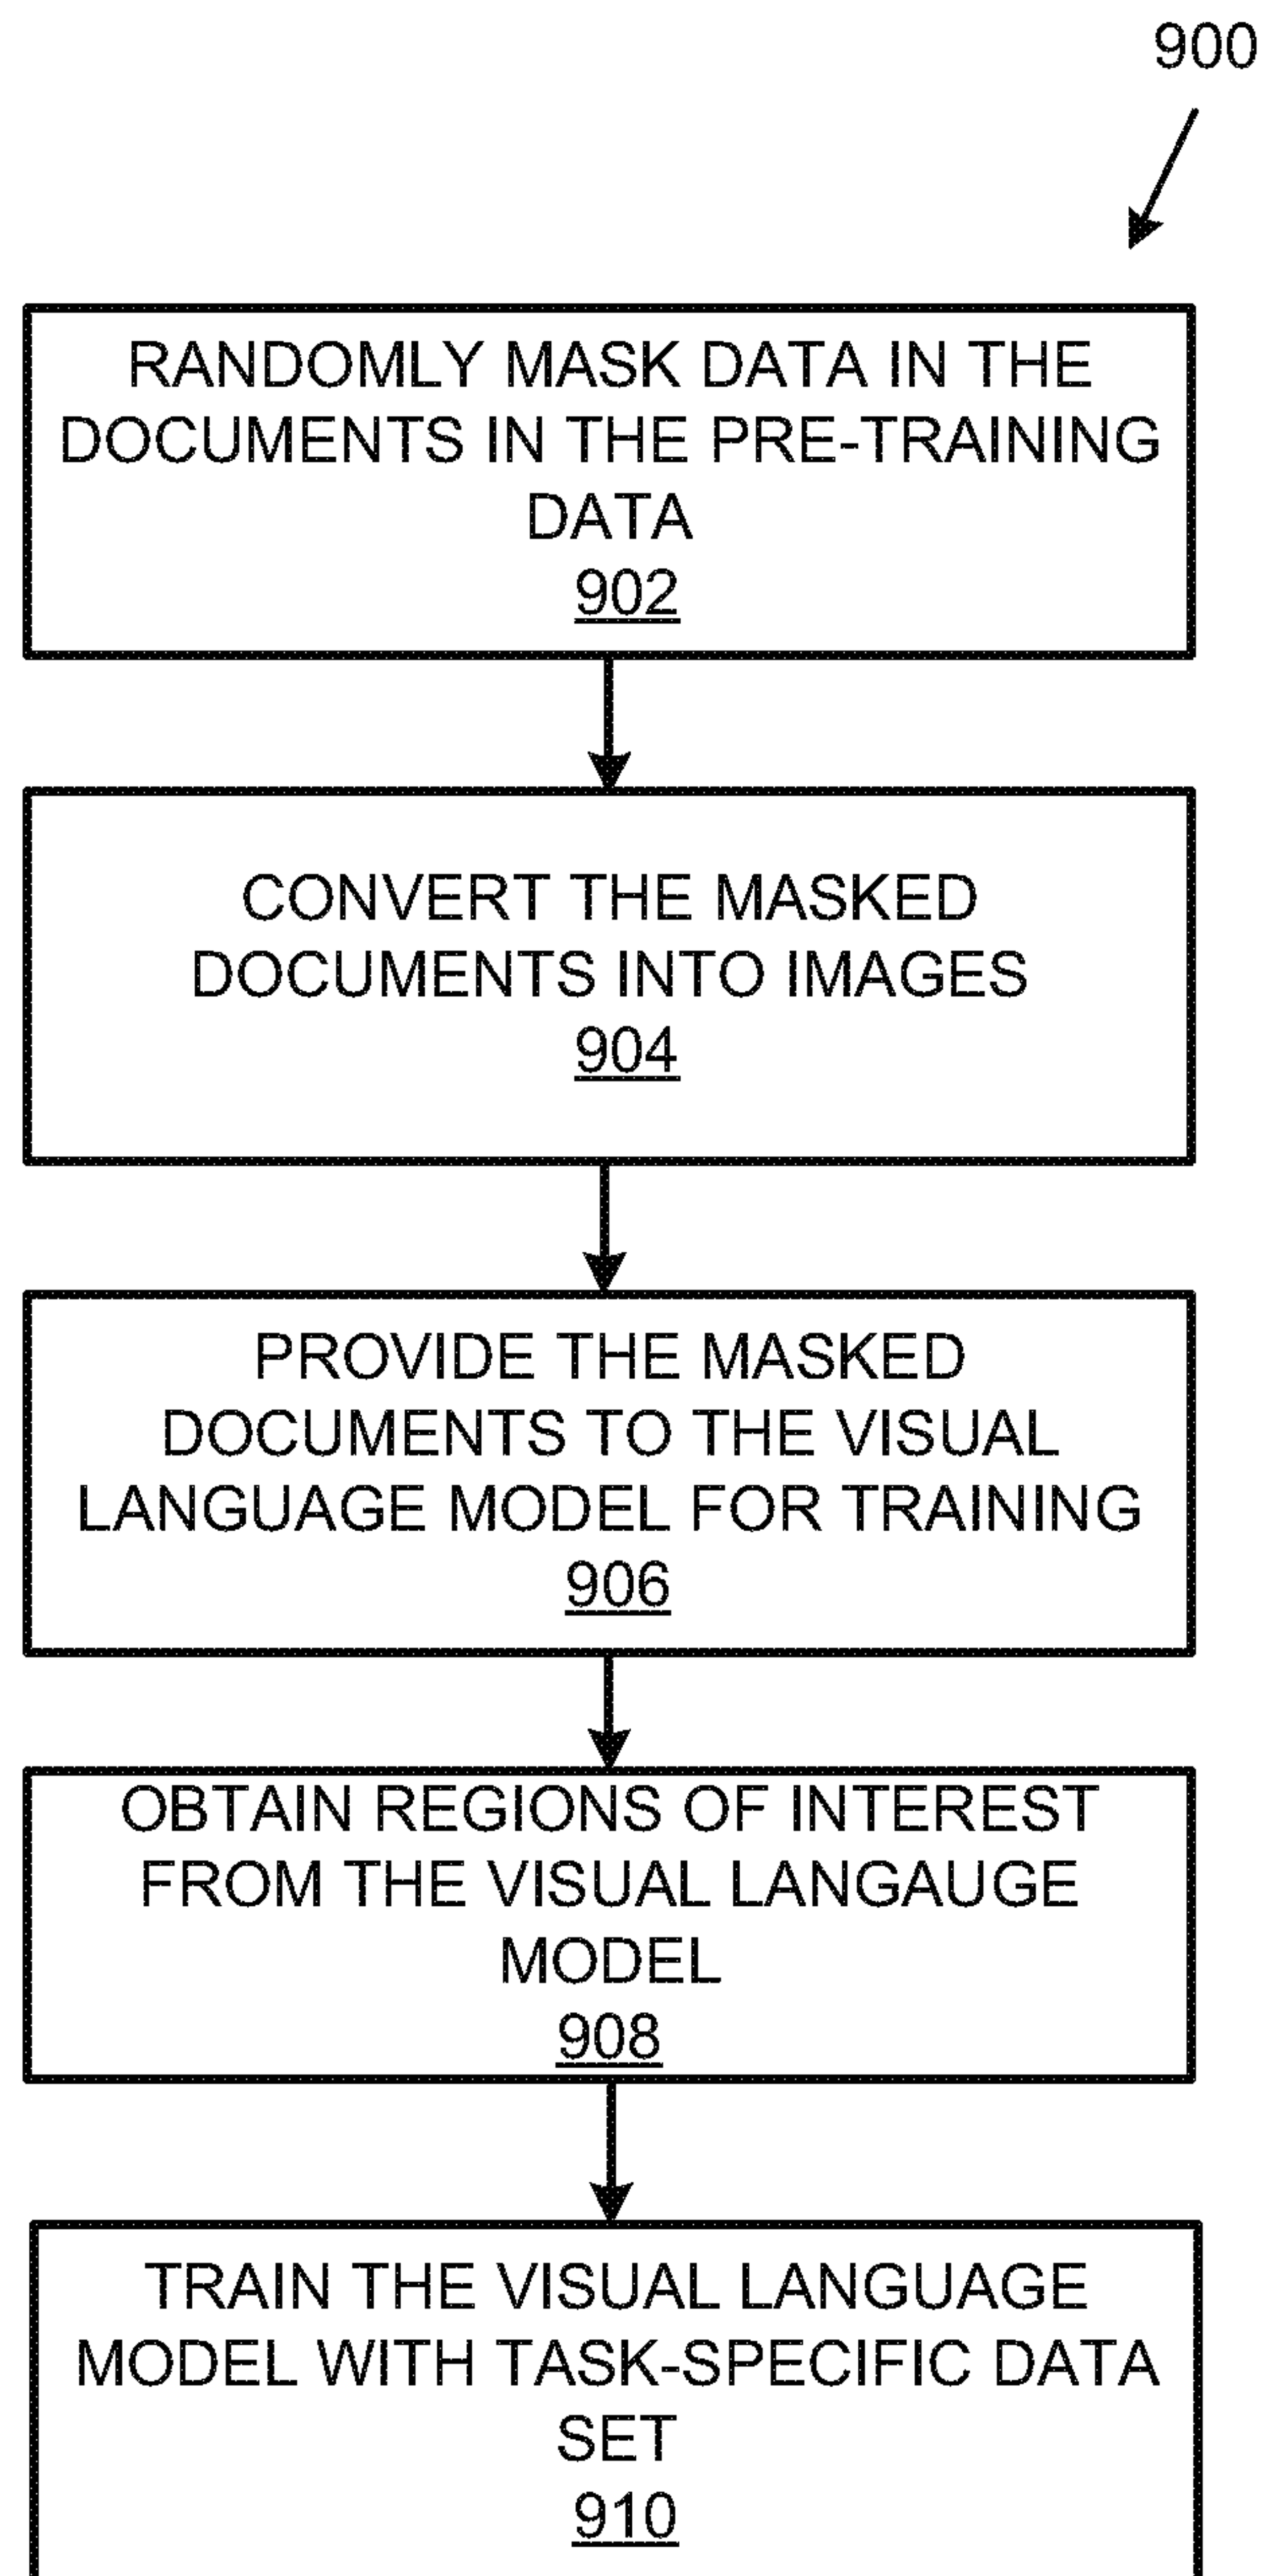 900
RANDOMLY MASK DATA IN THE
DOCUMENTS IN THE PRE-TRAINING
DATA
902
CONVERT THE MASKED
DOCUMENTS INTO IMAGES
904
PROVIDE THE MASKED
DOCUMENTS TO THE VISUAL
LANGUAGE MODEL FOR TRAINING
906
OBTAIN REGIONS OF INTEREST
FROM THE VISUAL LANGAUGE
MODEL
908
TRAIN THE VISUAL LANGUAGE
MODEL WITH TASK-SPECIFIC DATA
SET
910